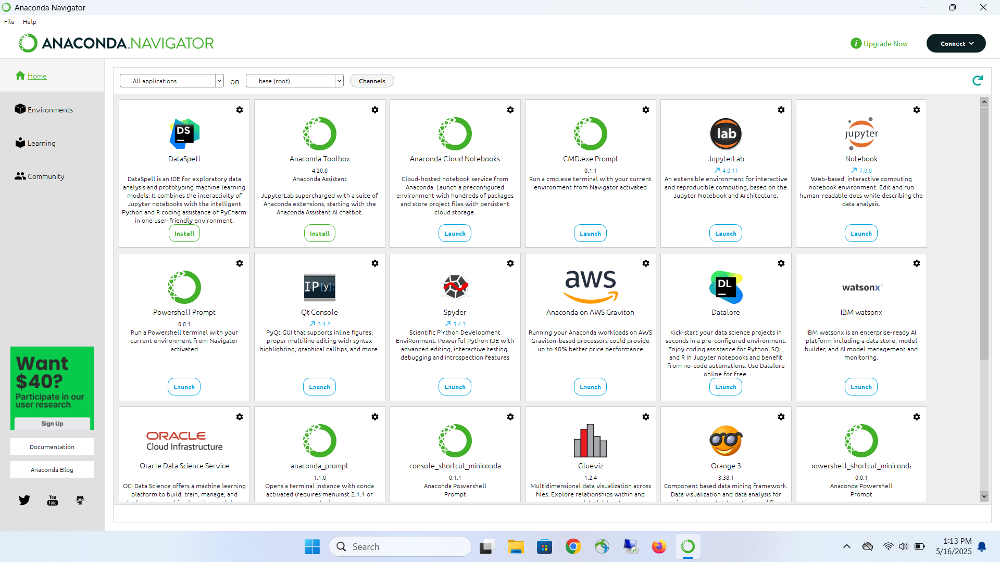 Anaconda Navigator
File Help
ANACONDA.NAVIGATOR
i Upgrade Now
Connect
Home
All applications on base (root) Channels
Environments
Learning
Community
DS
DataSpell
DataSpell is an IDE for exploratory data
analysis and prototyping machine learning
models. It combines the interactivity of
Jupyter notebooks with the intelligent
Python and R coding assistance of PyCharm
in one user-friendly environment.
Install
Anaconda Toolbox
4.20.0
Anaconda Assistant
JupyterLab supercharged with a suite of
Anaconda extensions, starting with the
Anaconda Assistant AI chatbot.
Install
Anaconda Cloud Notebooks
Cloud-hosted notebook service from
Anaconda. Launch a preconfigured
environment with hundreds of packages
and store project files with persistent
cloud storage.
Launch
CMD.exe Prompt
0.1.1
Run a cmd.exe terminal with your current
environment from Navigator activated
Launch
lab
JupyterLab
4.0.11
An extensible environment for interactive
and reproducible computing, based on the
Jupyter Notebook and Architecture.
Launch
jupyter
Notebook
7.0.8
Web-based, interactive computing
notebook environment. Edit and run
human-readable docs while describing the
data analysis.
Launch
Powershell Prompt
0.0.1
Run a Powershell terminal with your
current environment from Navigator
activated
Launch
IP[y]:
Qt Console
5.4.2
PyQt GUI that supports inline figures,
proper multiline editing with syntax
highlighting, graphical calltips, and more.
Launch
Spyder
5.4.3
Scientific PYthon Development
EnviRonment. Powerful Python IDE with
advanced editing, interactive testing,
debugging and introspection features
Launch
aws
Anaconda on AWS Graviton
Running your Anaconda workloads on AWS
Graviton-based processors could provide
up to 40% better price performance
Launch
DL
Datalore
Kick-start your data science projects in
seconds in a pre-configured environment.
Enjoy coding assistance for Python, SQL,
and R in Jupyter notebooks and benefit
from no-code automations. Use Datalore
online for free.
Launch
watsonx
IBM watsonx
IBM watsonx is an enterprise-ready AI
platform including a data store, model
builder, and AI model management and
monitoring.
Launch
ORACLE
Cloud Infrastructure
Oracle Data Science Service
OCI Data Science offers a machine learning
platform to build, train, manage, and
anaconda_prompt
1.1.0
Opens a terminal instance with conda
activated (requires menuinst 2.1.1 or
console_shortcut_miniconda
0.1.1
Anaconda Powershell
Prompt
Glueviz
1.2.4
Multidimensional data visualization across
files. Explore relationships within and
Orange 3
3.38.1
Component based data mining framework.
Data visualization and data analysis for
powershell_shortcut_miniconda
0.0.1
Anaconda Powershell
Prompt
Want
$40?
Participate in our
user research
Sign Up
Documentation
Anaconda Blog
You
Tube
Search
1:13 PM
5/16/2025